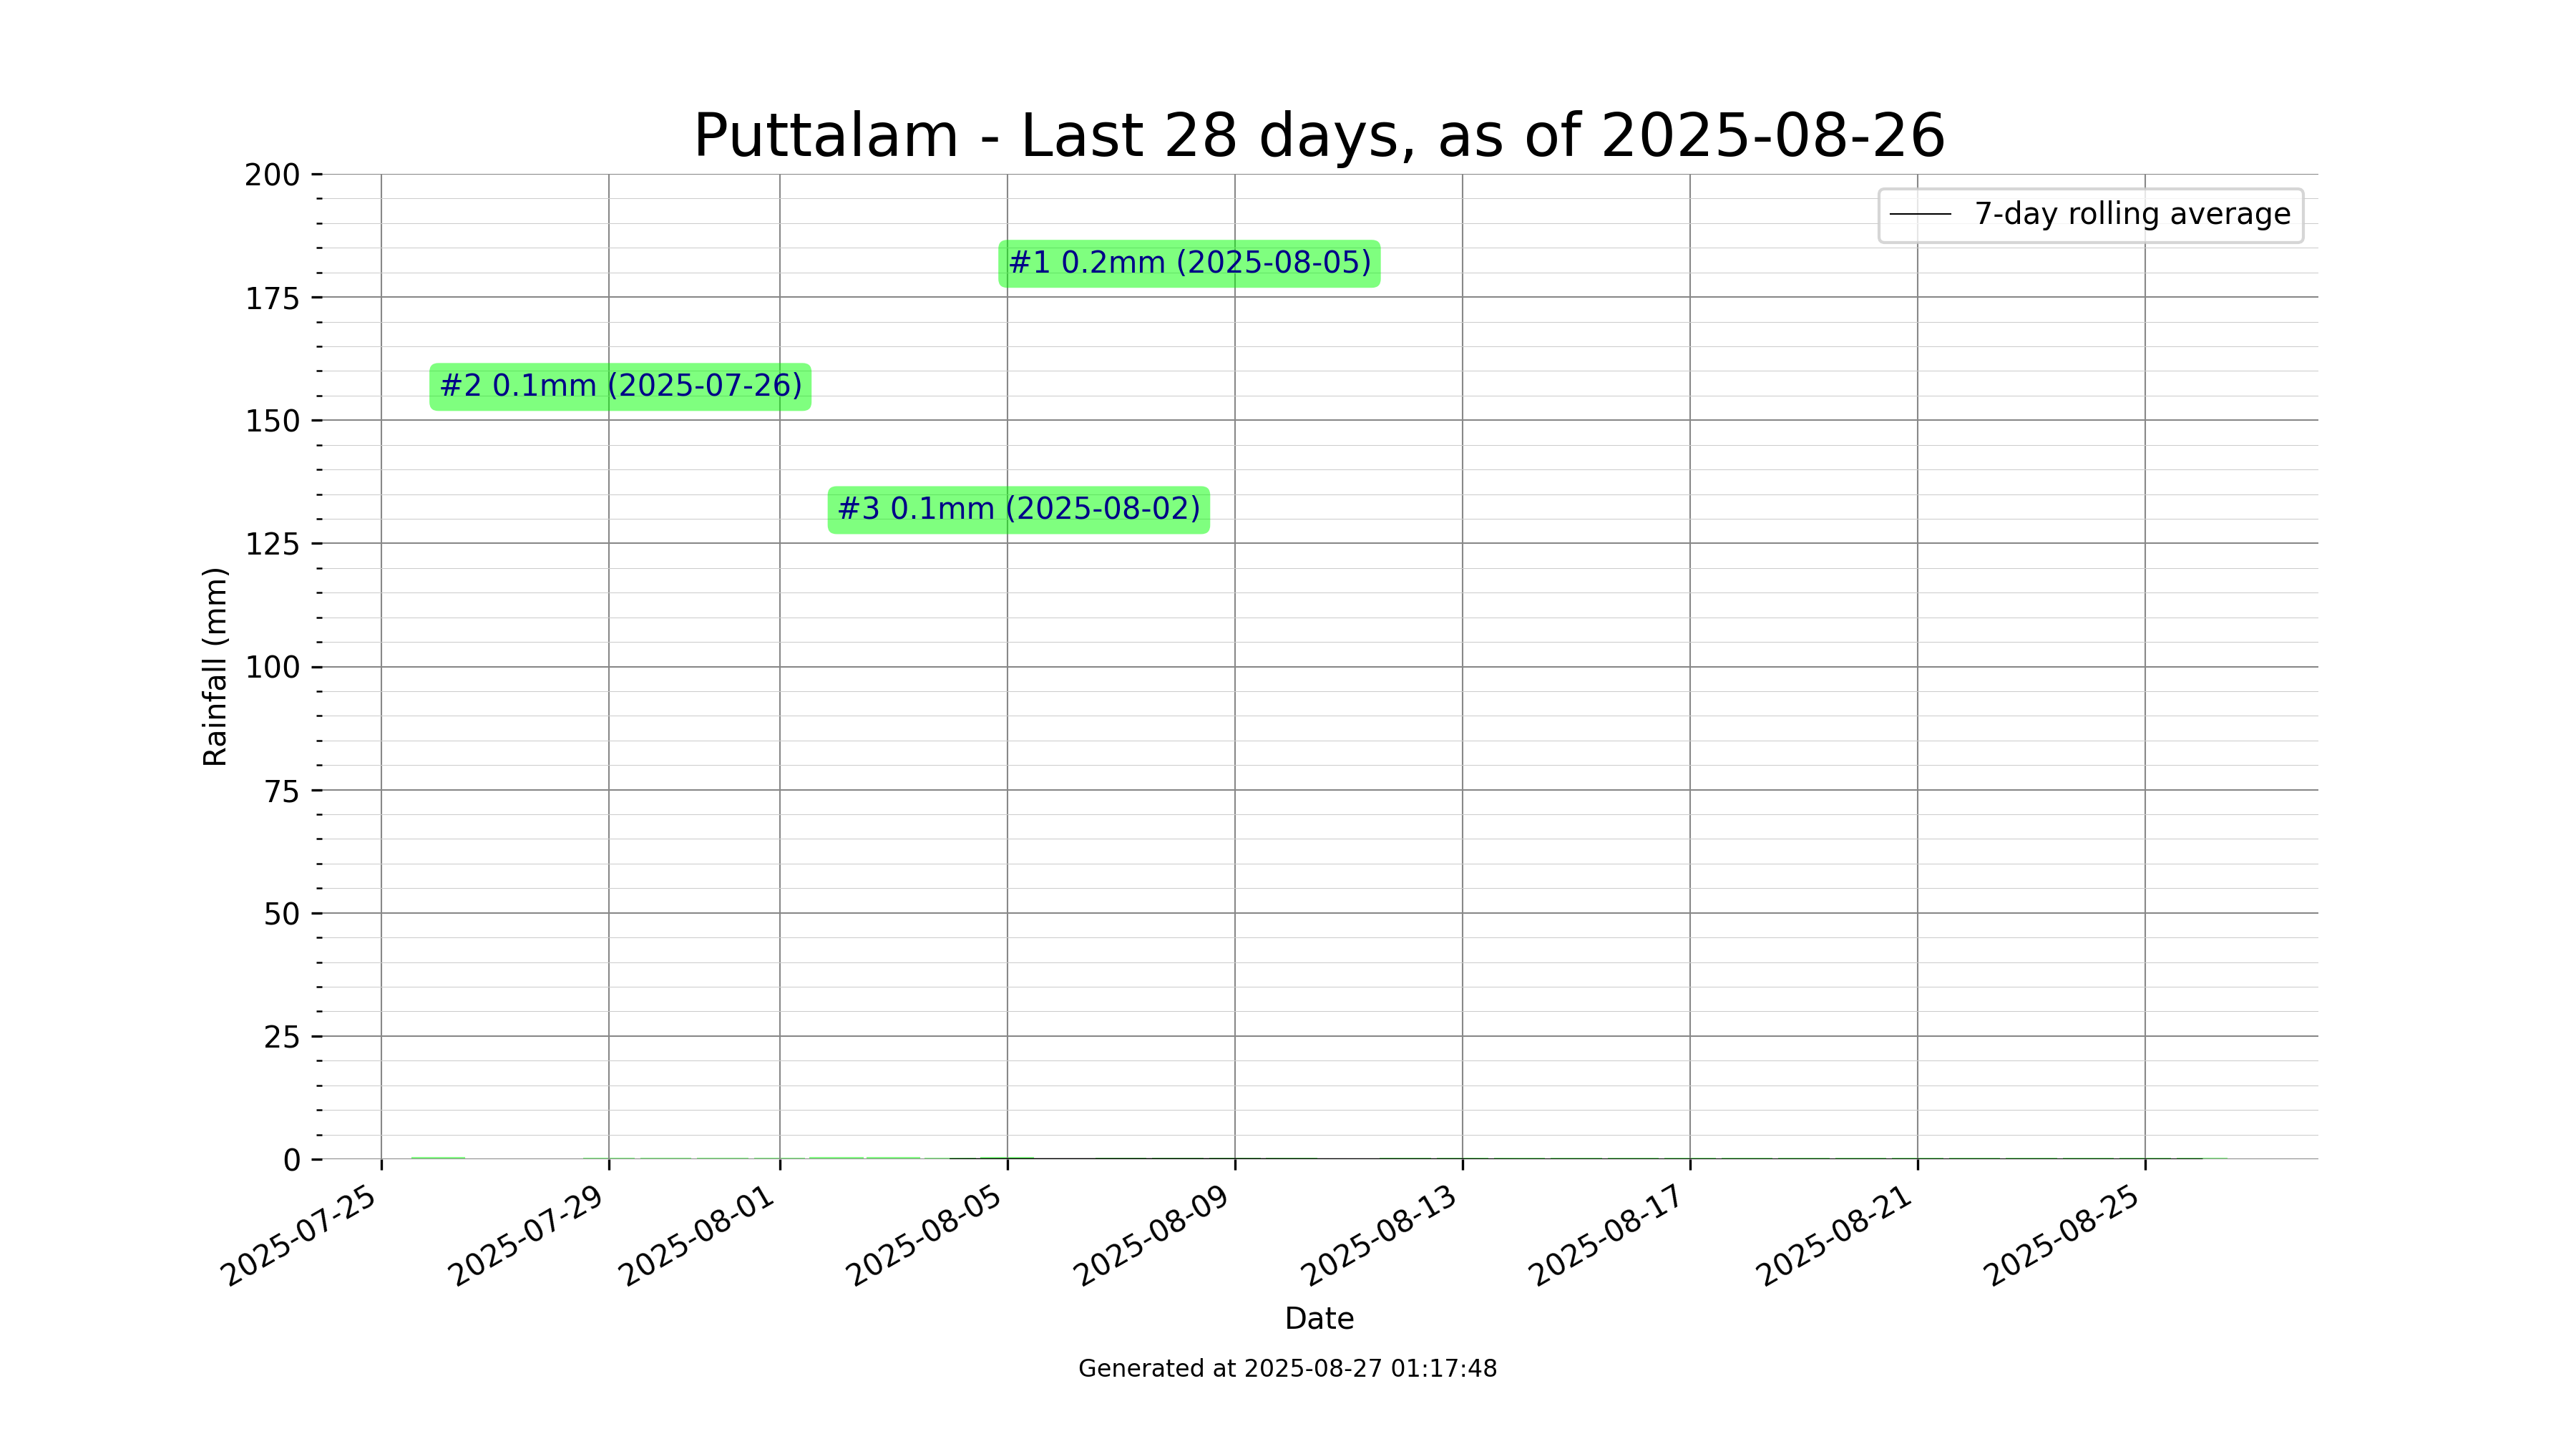 Puttalam - Last 28 days, as of 2025-08-26
7-day rolling average
#1 0.2mm (2025-08-05)
#2 0.1mm (2025-07-26)
#3 0.1mm (2025-08-02)
Rainfall (mm)
200
175
150
125
100
75
50
25
0
2025-07-25
2025-07-29
2025-08-01
2025-08-05
2025-08-09
2025-08-13
2025-08-17
2025-08-21
2025-08-25
Date
Generated at 2025-08-27 01:17:48